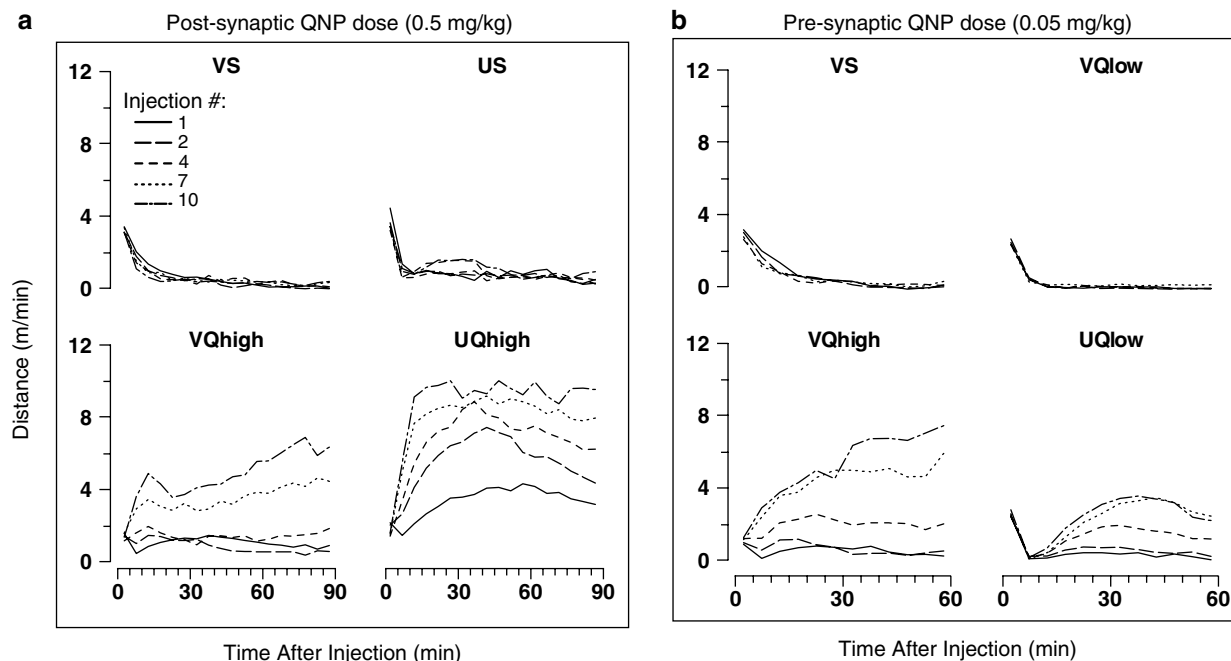 a Post-synaptic QNP dose (0.5 mg/kg)
b Pre-synaptic QNP dose (0.05 mg/kg)
Distance (m/min)
VS
US
12
8
4
0
Injection #:
1
2
4
7
10
VQhigh
UQhigh
12
8
4
0
0 30 60 90
0 30 60 90
Time After Injection (min)
VS
VQlow
12
8
4
0
VQhigh
UQlow
12
8
4
0
0 30 60
0 30 60
Time After Injection (min)